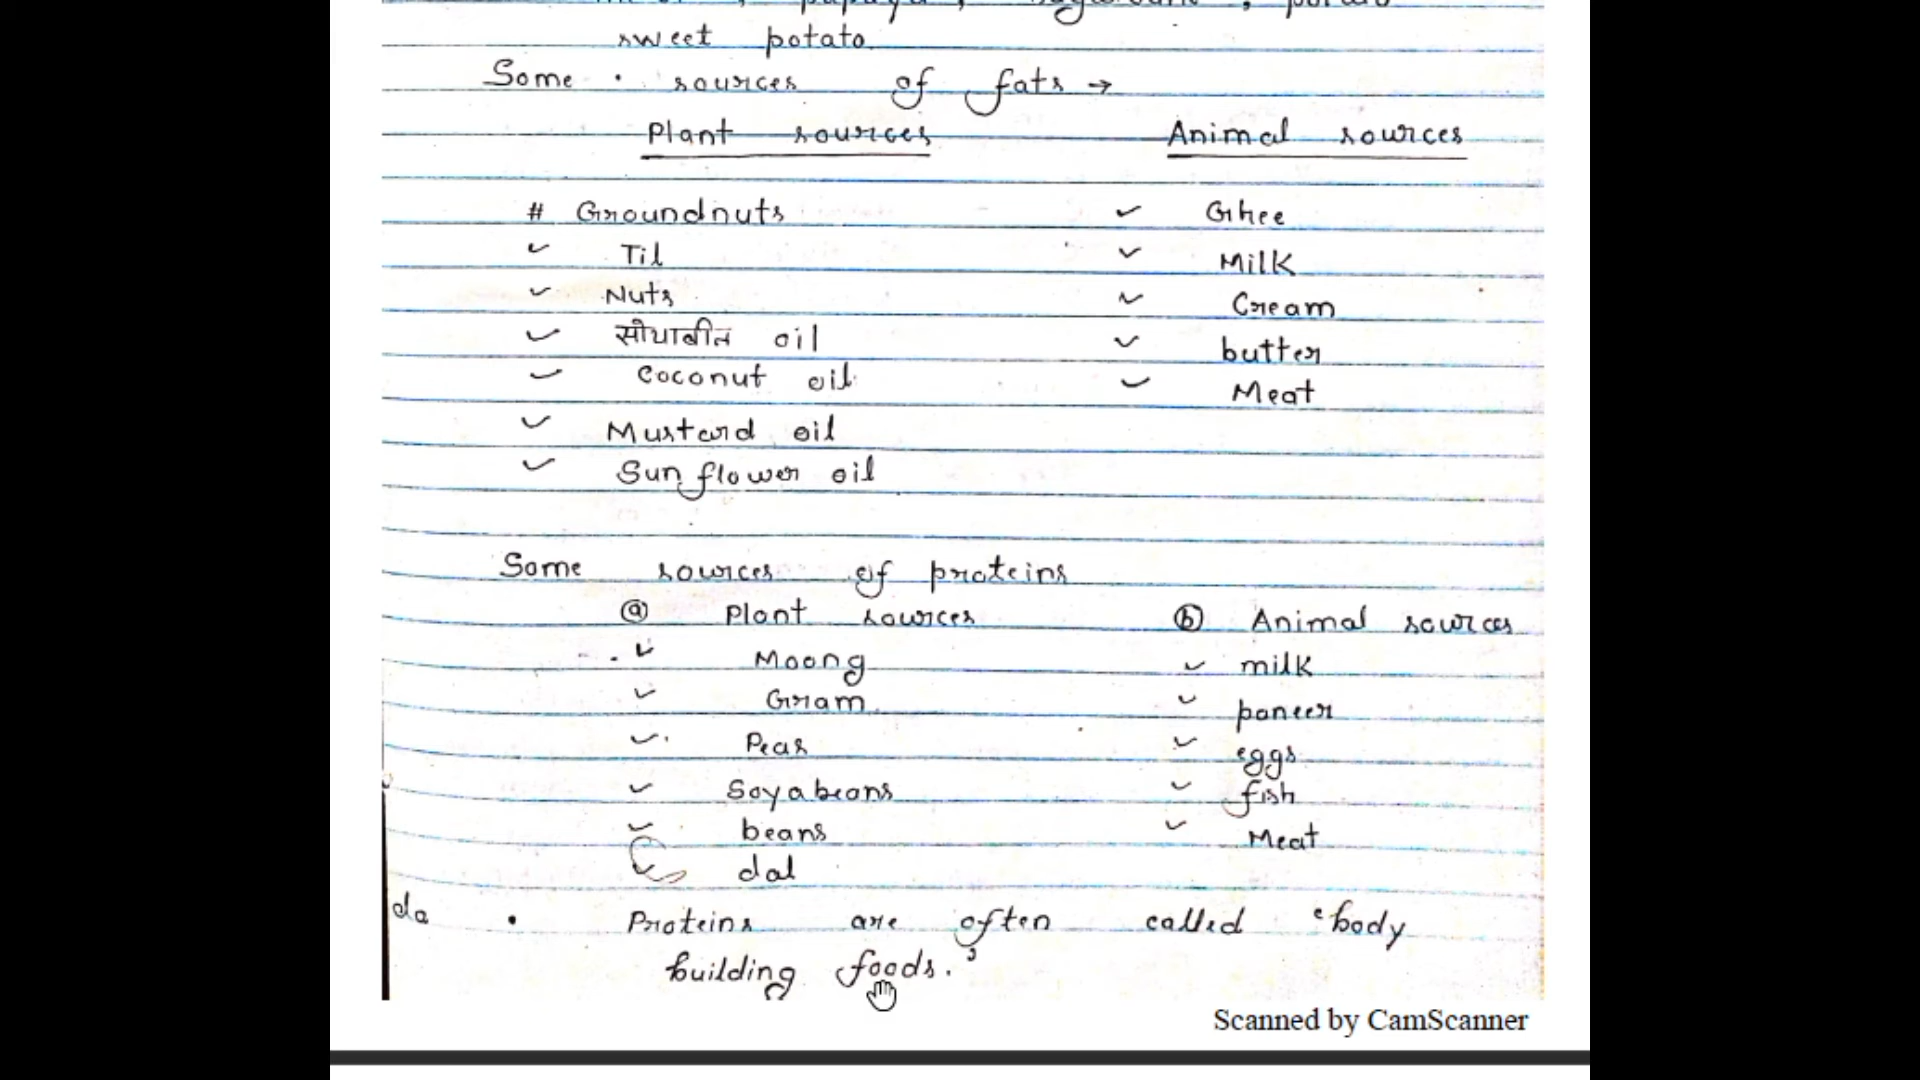 sweet potato
Some sources of fats →
Plant sources Animal sources
# Groundnuts ✓ Ghee
✓ Til ✓ Milk
✓ Nuts ✓ Cream
✓ सोयाबीन oil ✓ butter
✓ Coconut oil ✓ Meat
✓ Mustard oil
✓ Sunflower oil
Some sources of proteins
ⓐ Plant sources ⓑ Animal sources
✓ Moong ✓ milk
✓ Gram ✓ paneer
✓ Peas ✓ eggs
✓ Soyabeans ✓ fish
✓ beans ✓ Meat
✓ dal
da • Proteins are often called 'body
building foods.'
Scanned by CamScanner